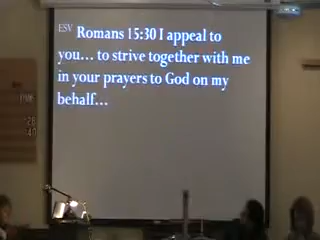 ESV Romans 15:30 I appeal to
you... to strive together with me
in your prayers to God on my
behalf...